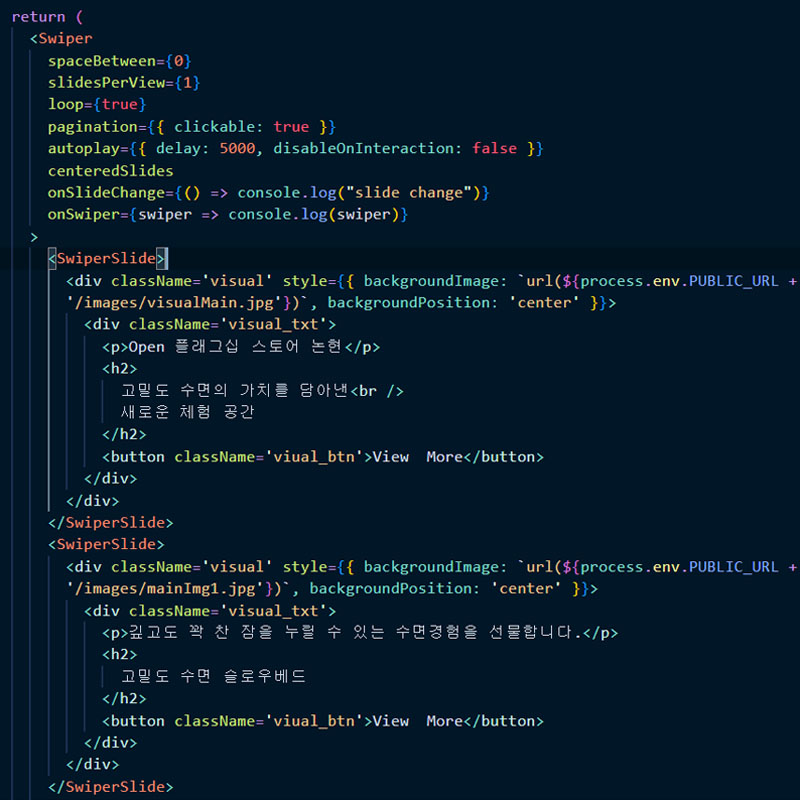 return (
<Swiper
spaceBetween={0}
slidesPerView={1}
loop={true}
pagination={{ clickable: true }}
autoplay={{ delay: 5000, disableOnInteraction: false }}
centeredSlides
onSlideChange={() => console.log("slide change")}
onSwiper={swiper => console.log(swiper)}
>
<SwiperSlide>
<div className='visual' style={{ backgroundImage: `url(${process.env.PUBLIC_URL +
'/images/visualMain.jpg'})`, backgroundPosition: 'center' }}>
<div className='visual_txt'>
<p>Open 플래그십 스토어 논현</p>
<h2>
고밀도 수면의 가치를 담아낸<br />
새로운 체험 공간
</h2>
<button className='viual_btn'>View  More</button>
</div>
</div>
</SwiperSlide>
<SwiperSlide>
<div className='visual' style={{ backgroundImage: `url(${process.env.PUBLIC_URL +
'/images/mainImg1.jpg'})`, backgroundPosition: 'center' }}>
<div className='visual_txt'>
<p>깊고도 꽉 찬 잠을 누릴 수 있는 수면경험을 선물합니다.</p>
<h2>
고밀도 수면 슬로우베드
</h2>
<button className='viual_btn'>View  More</button>
</div>
</div>
</SwiperSlide>